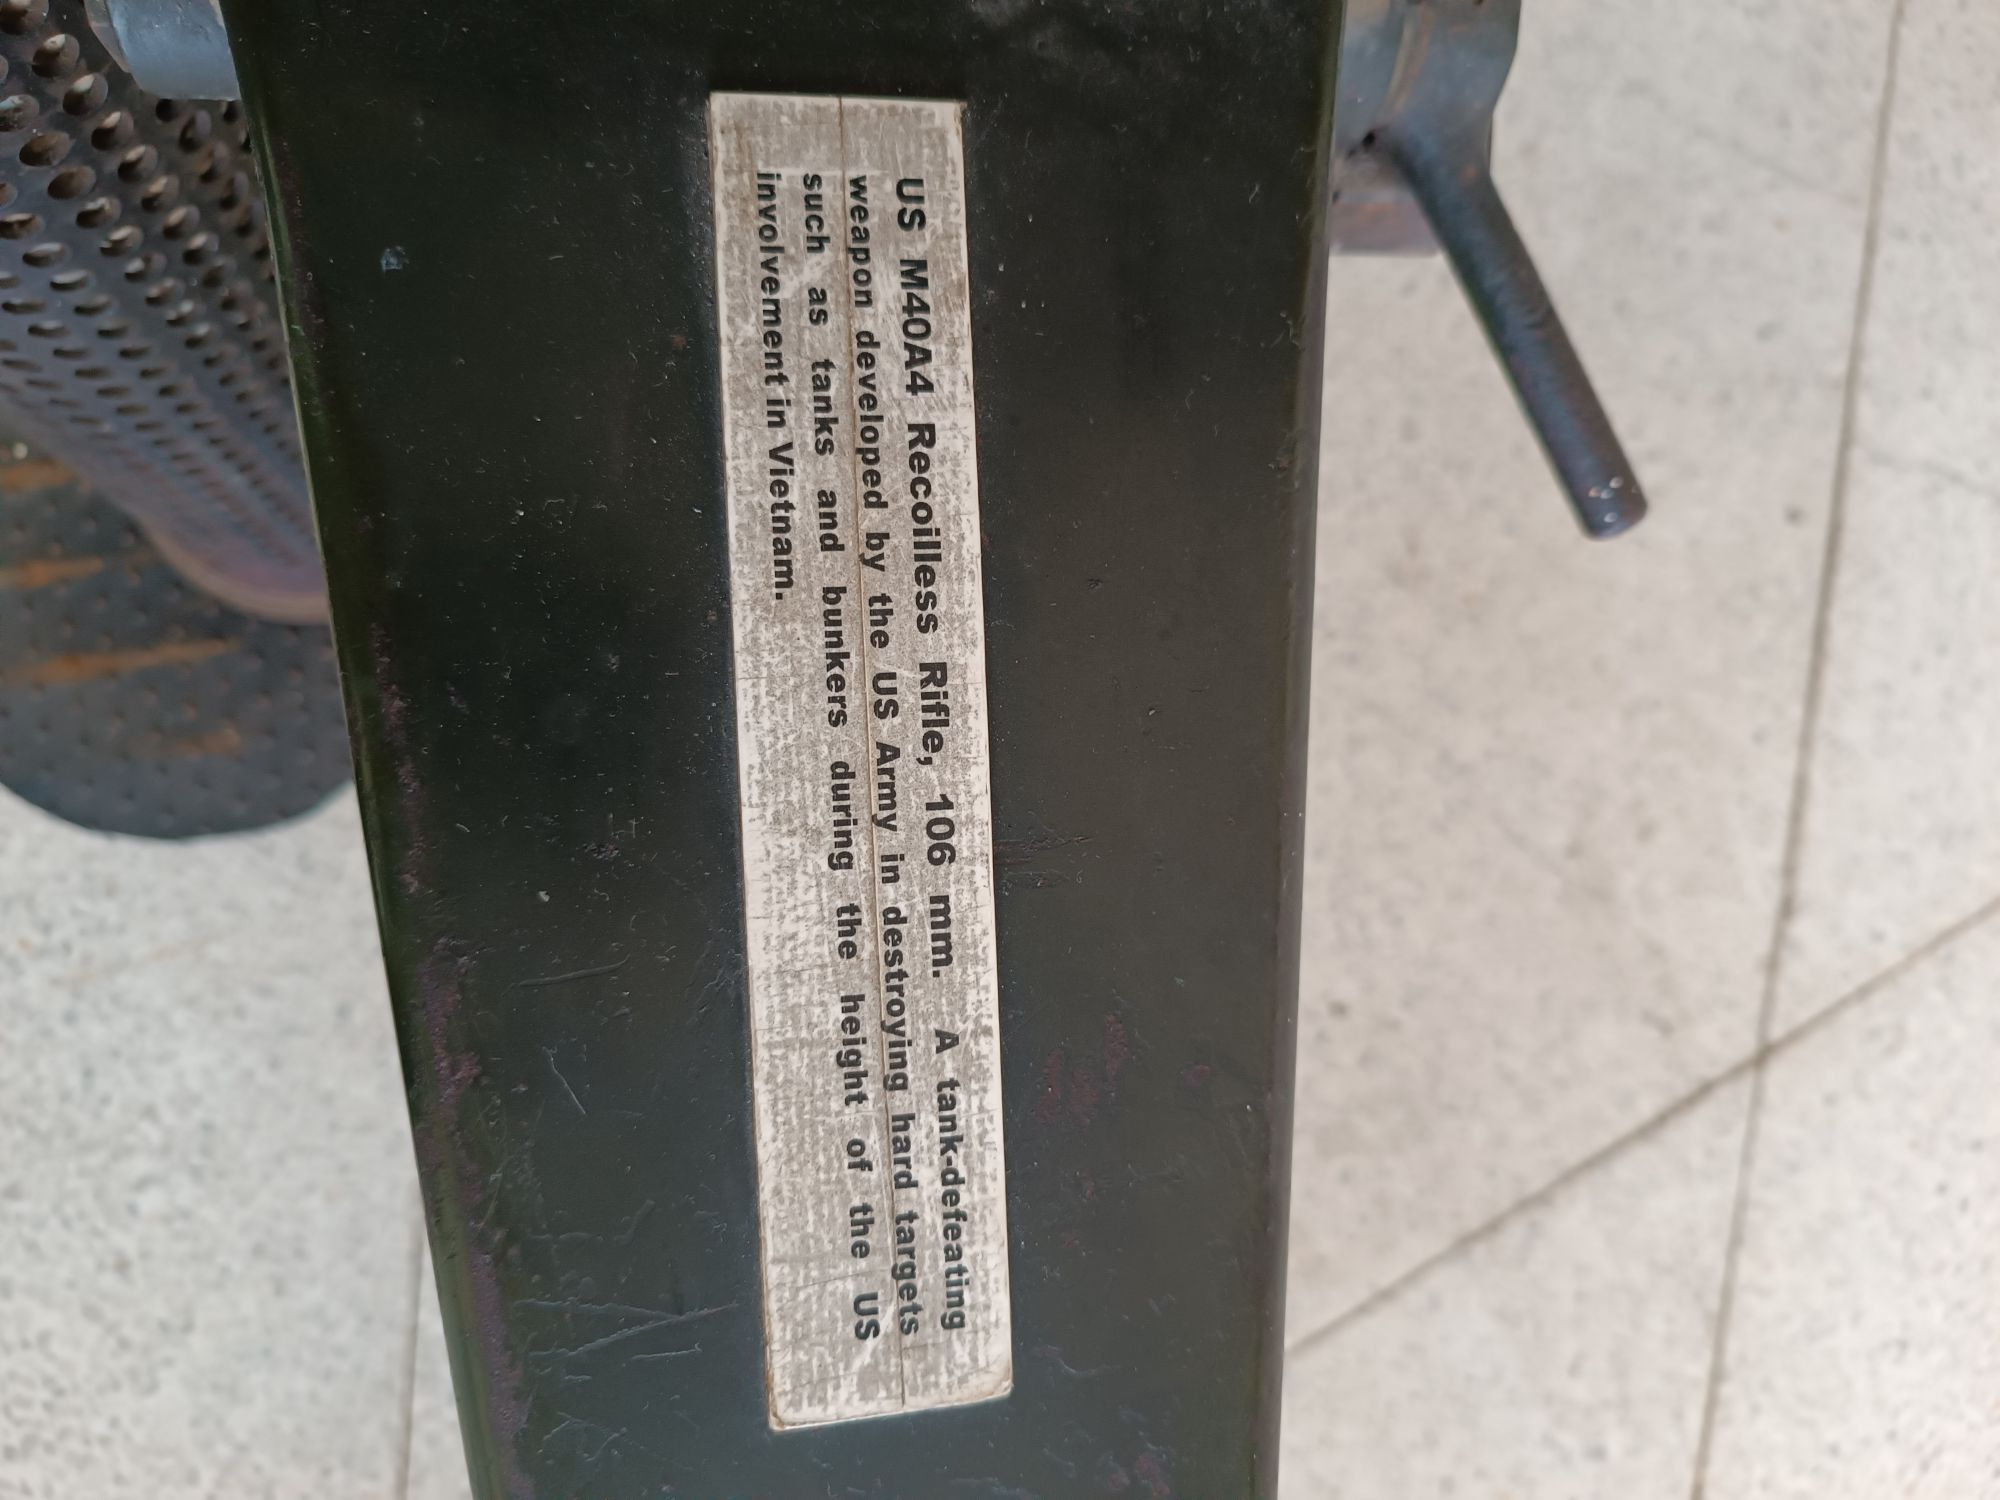 US M40A4 Recoilless Rifle, 106 mm. A tank-defeating
weapon developed by the US Army in destroying hard targets
such as tanks and bunkers during the height of the US
involvement in Vietnam.